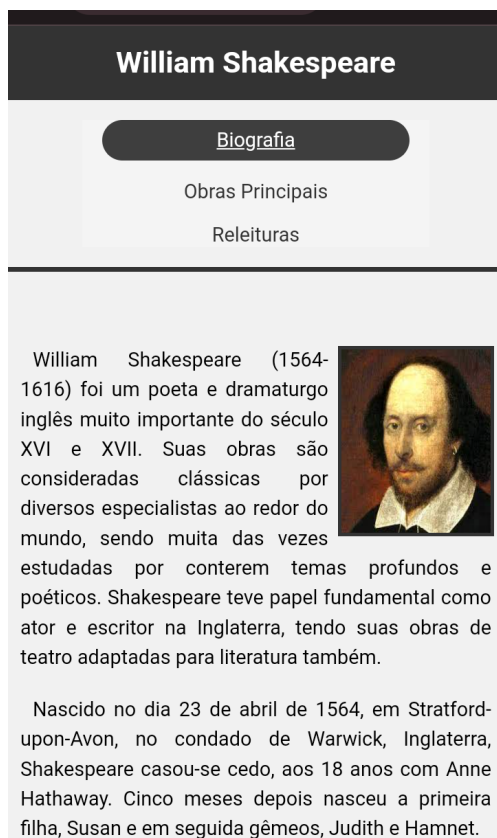 William Shakespeare
Biografia
Obras Principais
Releituras
William Shakespeare (1564-
1616) foi um poeta e dramaturgo
inglês muito importante do século
XVI e XVII. Suas obras são
consideradas clássicas por
diversos especialistas ao redor do
mundo, sendo muita das vezes
estudadas por conterem temas profundos e
poéticos. Shakespeare teve papel fundamental como
ator e escritor na Inglaterra, tendo suas obras de
teatro adaptadas para literatura também.
Nascido no dia 23 de abril de 1564, em Stratford-
upon-Avon, no condado de Warwick, Inglaterra,
Shakespeare casou-se cedo, aos 18 anos com Anne
Hathaway. Cinco meses depois nasceu a primeira
filha, Susan e em seguida gêmeos, Judith e Hamnet.